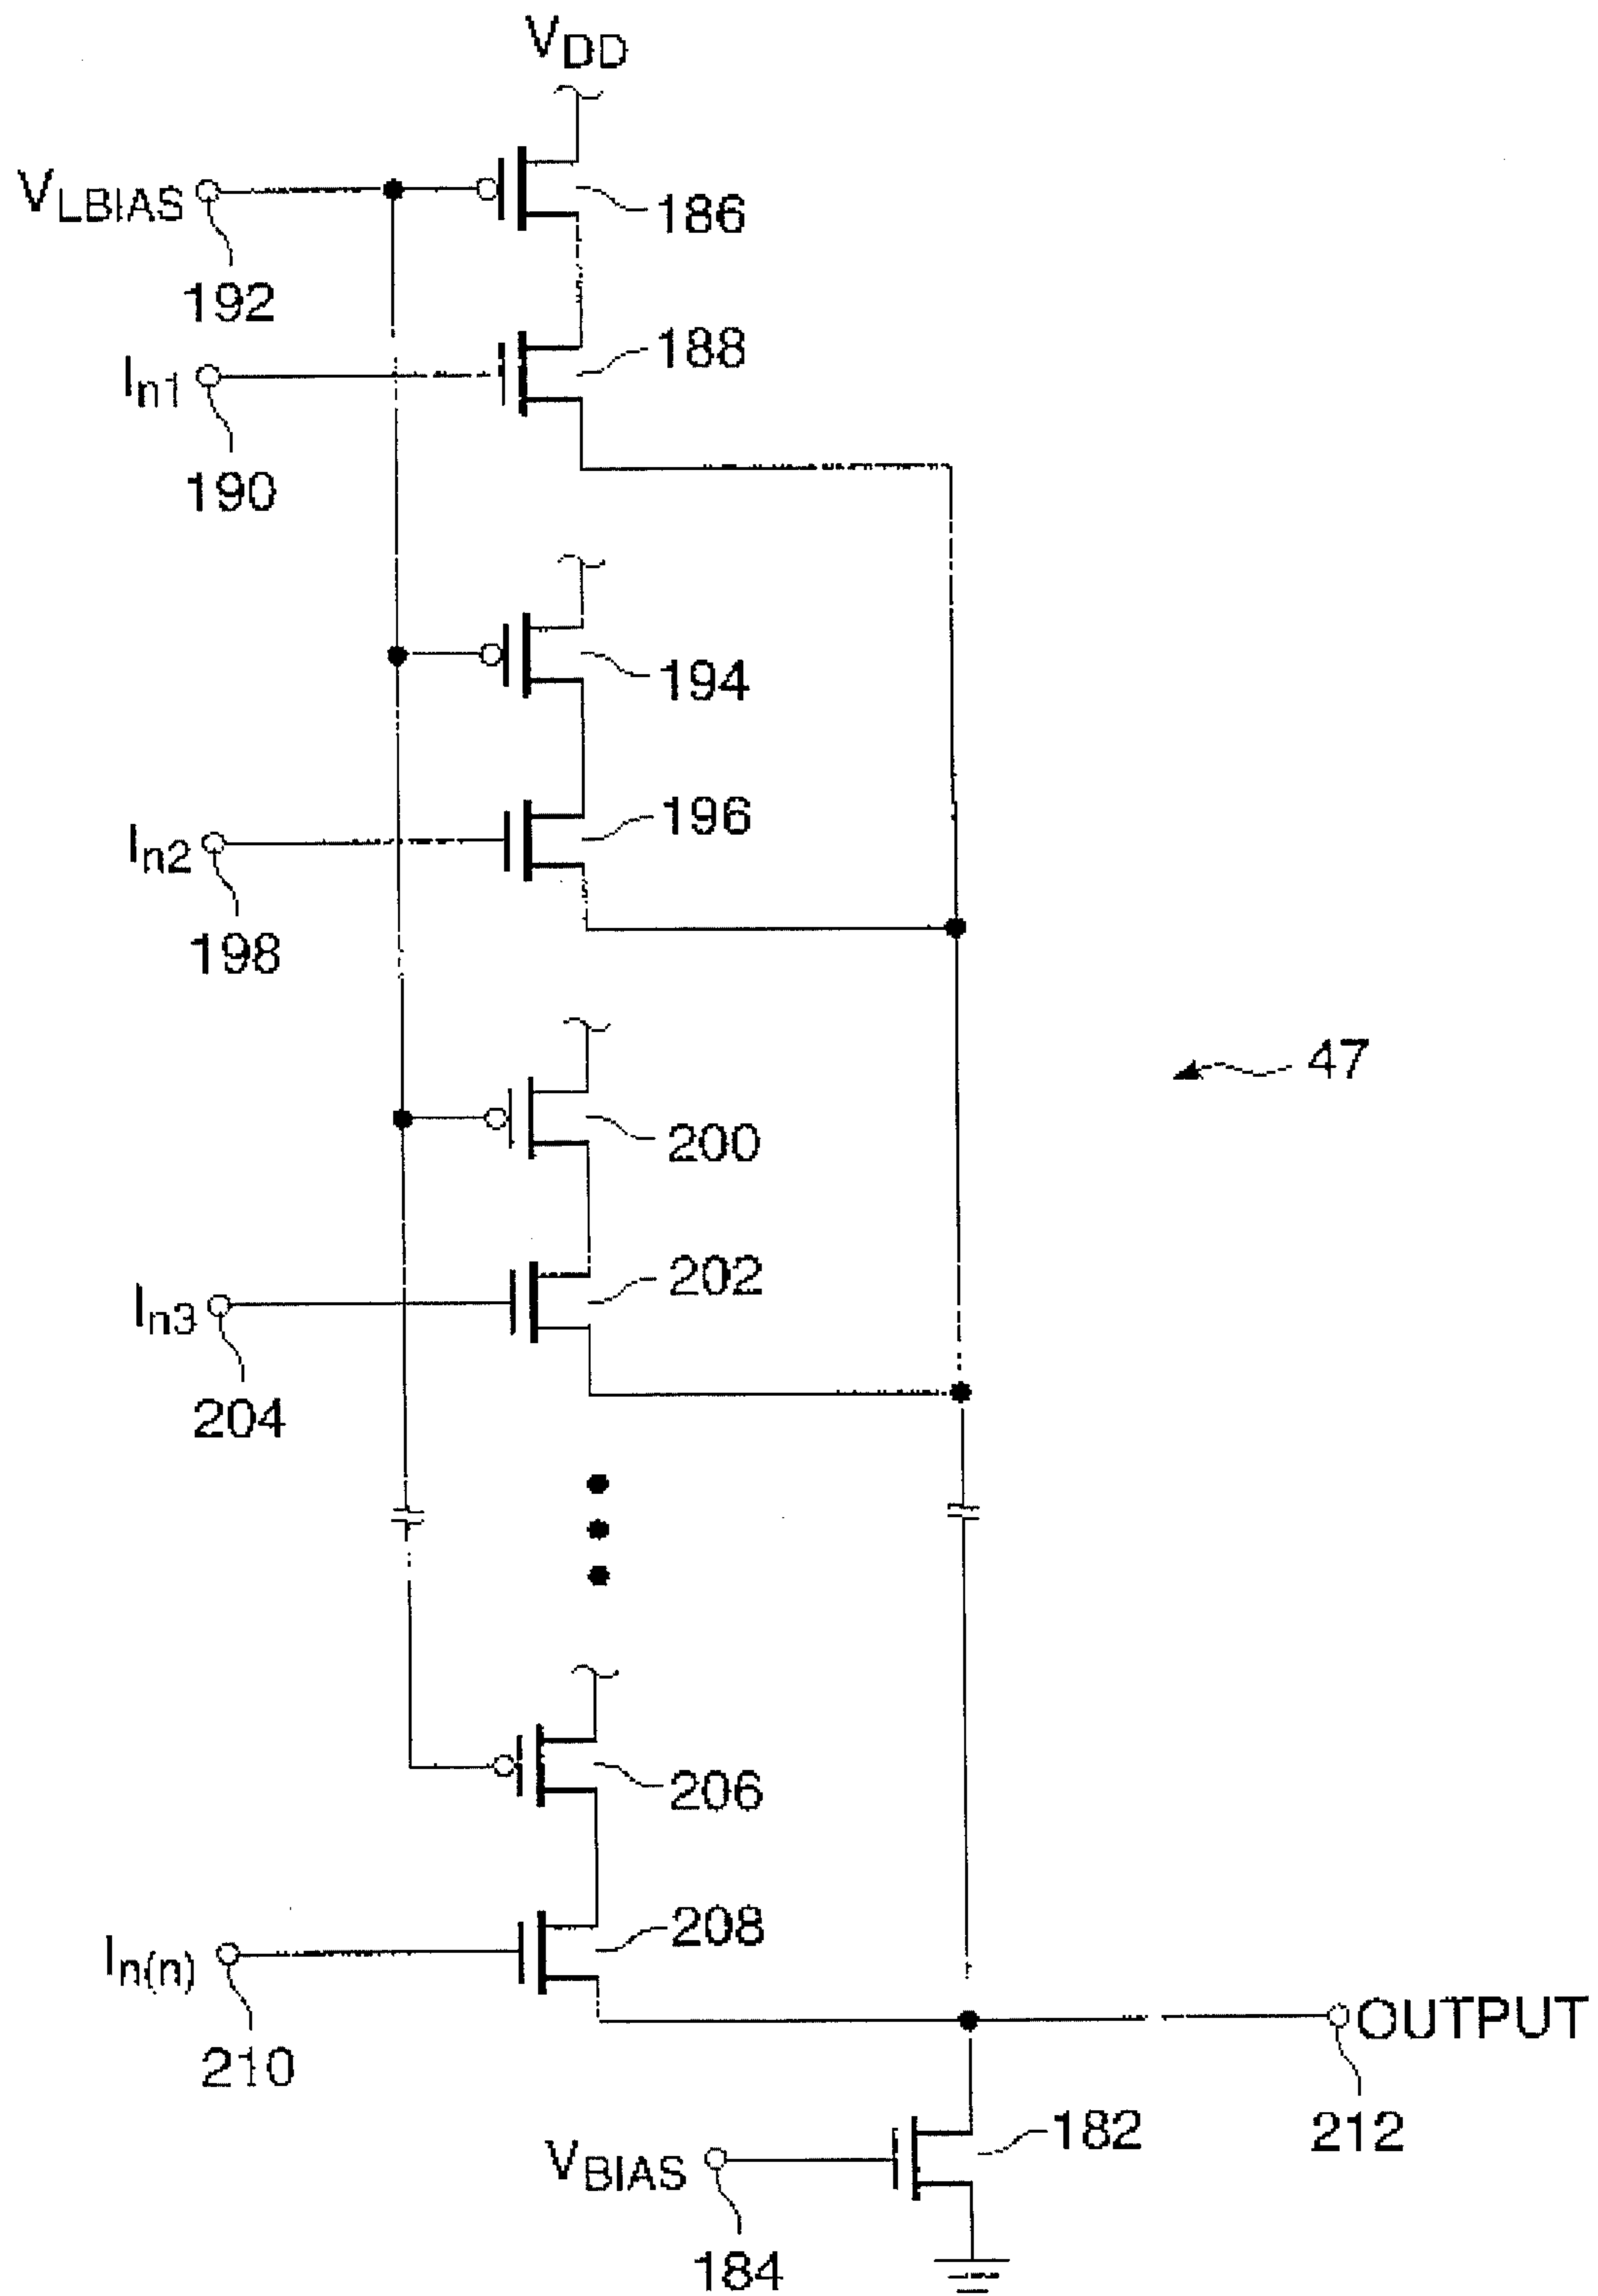 VDD
VLBIAS
186
192
188
In1
190
194
196
In2
198
47
200
202
In3
204
206
208
In(n)
210
OUTPUT
212
182
VBIAS
184